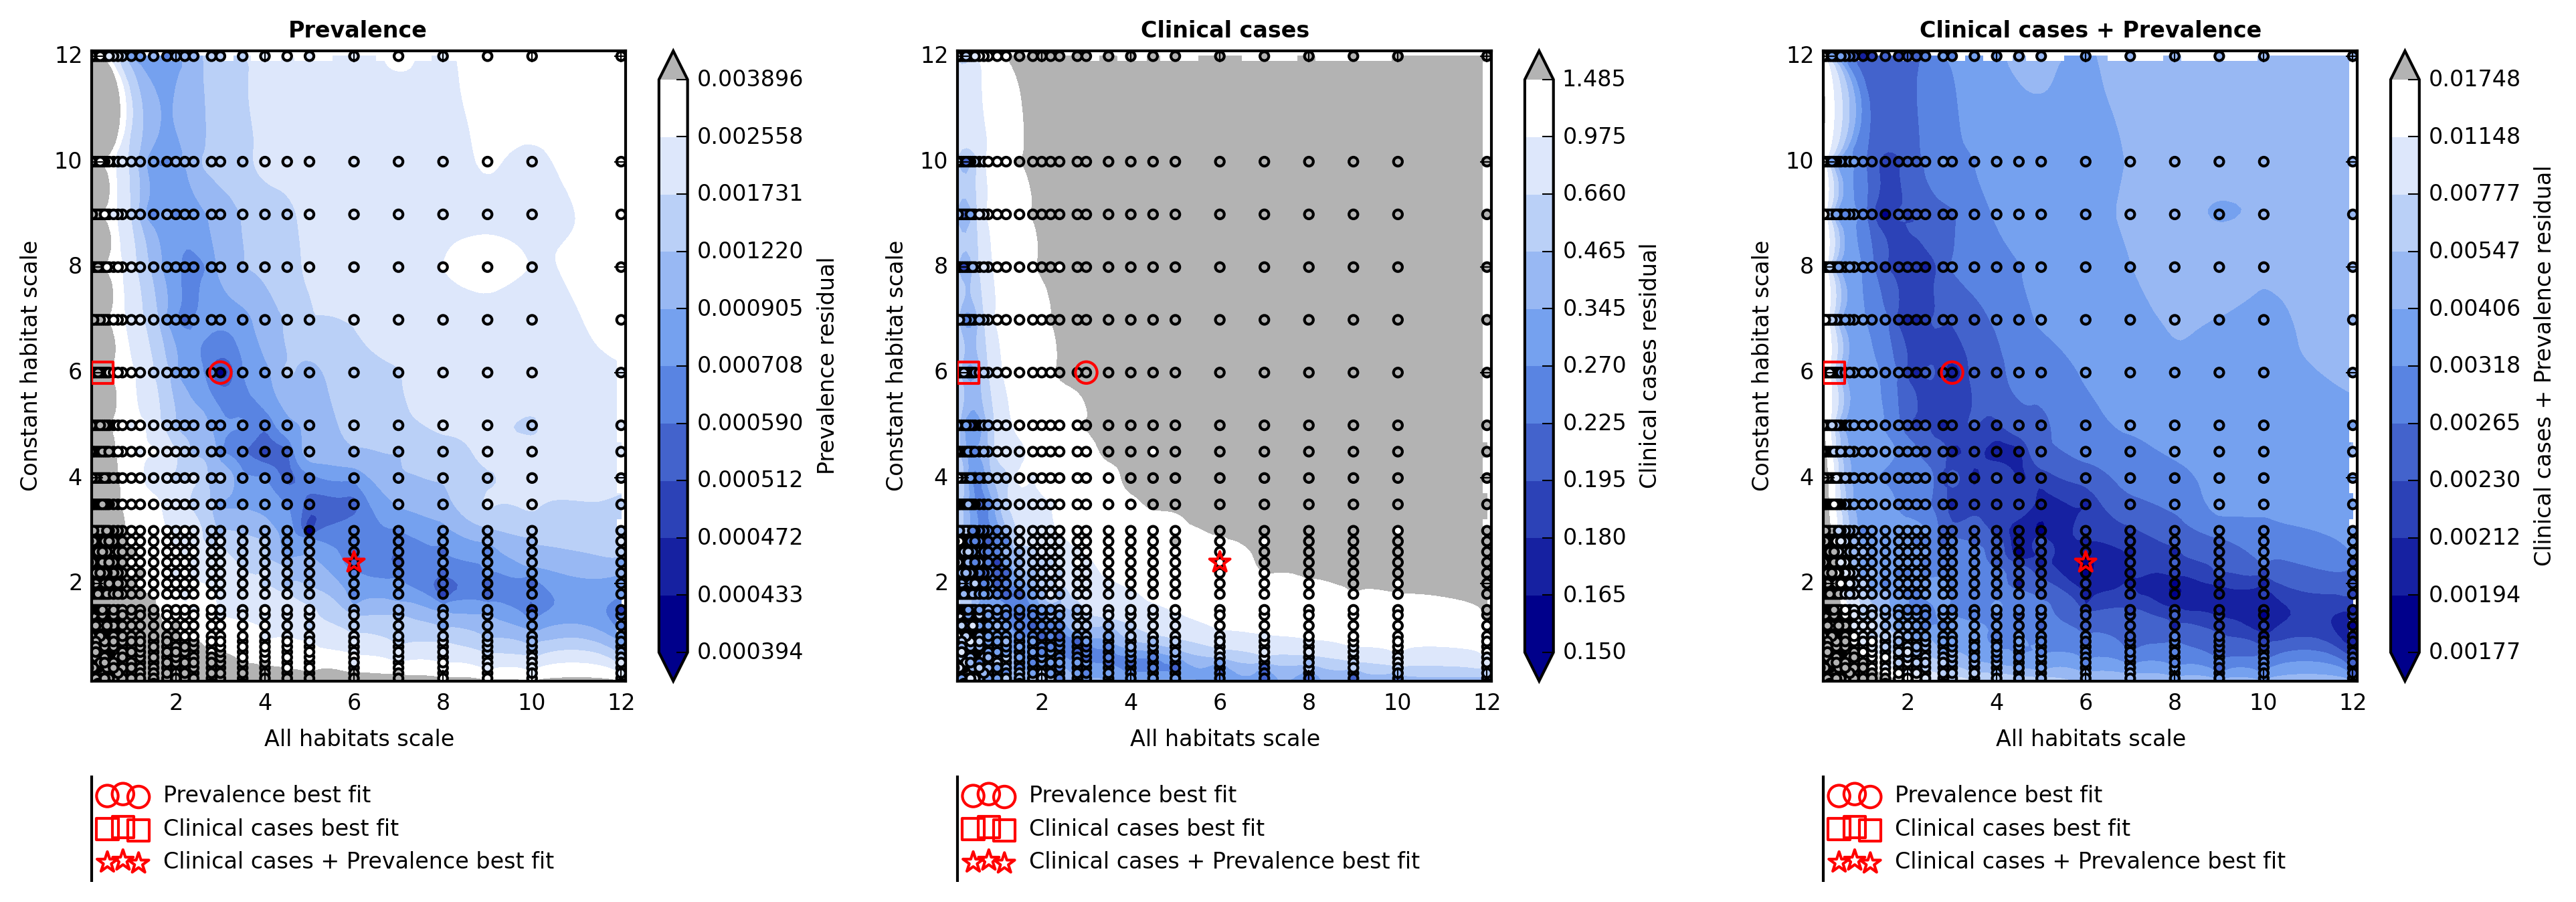 Prevalence
12
10
8
6
4
2
2 4 6 8 10 12
Constant habitat scale
All habitats scale
0.003896
0.002558
0.001731
0.001220
0.000905
0.000708
0.000590
0.000512
0.000472
0.000433
0.000394
Prevalence residual
Prevalence best fit
Clinical cases best fit
Clinical cases + Prevalence best fit
Clinical cases
12
10
8
6
4
2
2 4 6 8 10 12
Constant habitat scale
All habitats scale
1.485
0.975
0.660
0.465
0.345
0.270
0.225
0.195
0.180
0.165
0.150
Clinical cases residual
Prevalence best fit
Clinical cases best fit
Clinical cases + Prevalence best fit
Clinical cases + Prevalence
12
10
8
6
4
2
2 4 6 8 10 12
Constant habitat scale
All habitats scale
0.01748
0.01148
0.00777
0.00547
0.00406
0.00318
0.00265
0.00230
0.00212
0.00194
0.00177
Clinical cases + Prevalence residual
Prevalence best fit
Clinical cases best fit
Clinical cases + Prevalence best fit